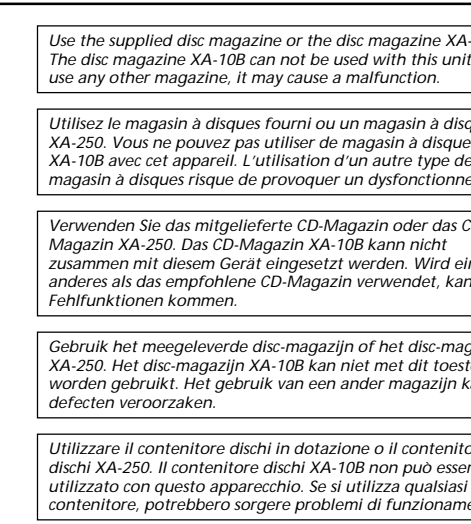 Use the supplied disc magazine or the disc magazine XA-
The disc magazine XA-10B can not be used with this unit
use any other magazine, it may cause a malfunction.
Utilisez le magasin à disques fourni ou un magasin à disq
XA-250. Vous ne pouvez pas utiliser de magasin à disque
XA-10B avec cet appareil. L'utilisation d'un autre type de
magasin à disques risque de provoquer un dysfonctionne
Verwenden Sie das mitgelieferte CD-Magazin oder das C
Magazin XA-250. Das CD-Magazin XA-10B kann nicht
zusammen mit diesem Gerät eingesetzt werden. Wird ein
anderes als das empfohlene CD-Magazin verwendet, kan
Fehlfunktionen kommen.
Gebruik het meegeleverde disc-magazijn of het disc-mag
XA-250. Het disc-magazijn XA-10B kan niet met dit toest
worden gebruikt. Het gebruik van een ander magazijn k
defecten veroorzaken.
Utilizzare il contenitore dischi in dotazione o il contenito
dischi XA-250. Il contenitore dischi XA-10B non può esser
utilizzato con questo apparecchio. Se si utilizza qualsiasi
contenitore, potrebbero sorgere problemi di funzioname